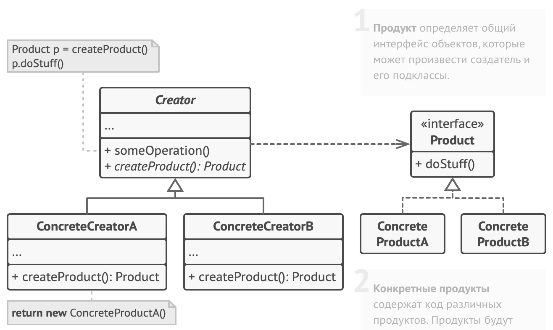 1
Продукт определяет общий
интерфейс объектов, которые
может произвести создатель и
его подклассы.
Product p = createProduct()
p.doStuff()
Creator
...
+ someOperation()
+ createProduct(): Product
«interface»
Product
+ doStuff()
ConcreteCreatorA
...
+ createProduct(): Product
ConcreteCreatorB
...
+ createProduct(): Product
Concrete
ProductA
Concrete
ProductB
return new ConcreteProductA()
2
Конкретные продукты
содержат код различных
продуктов. Продукты будут